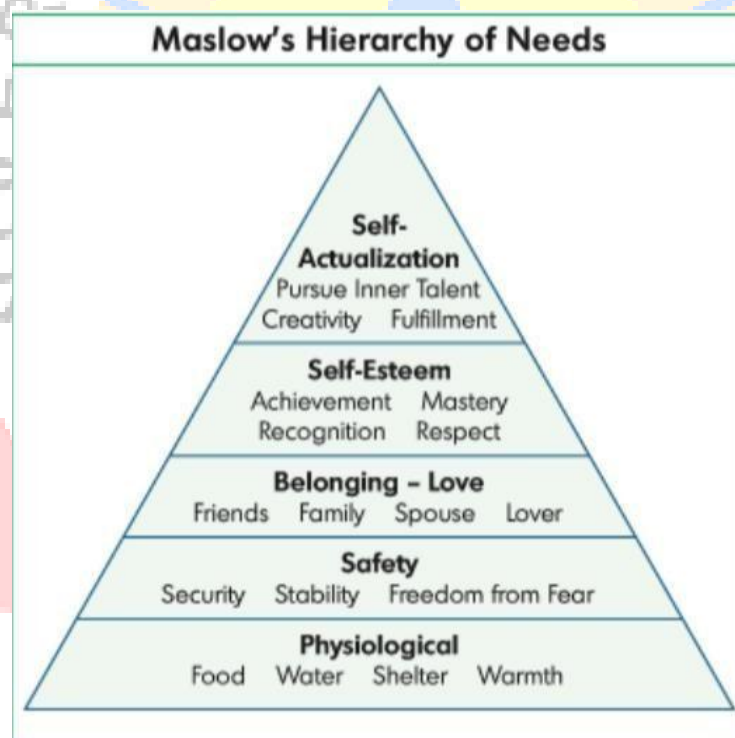 Maslow's Hierarchy of Needs
Self-
Actualization
Pursue Inner Talent
Creativity Fulfillment
Self-Esteem
Achievement Mastery
Recognition Respect
Belonging – Love
Friends Family Spouse Lover
Safety
Security Stability Freedom from Fear
Physiological
Food Water Shelter Warmth